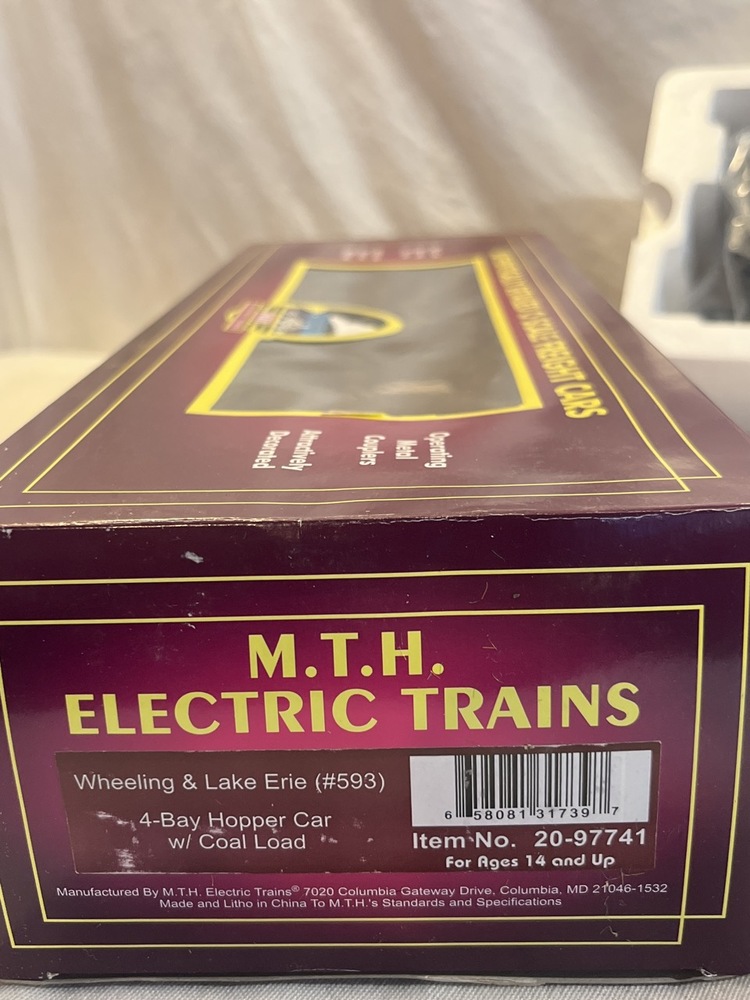 FREIGHT CARS
Operating
Metal
Couplers
Attractively
Decorated
M.T.H.
ELECTRIC TRAINS
Wheeling & Lake Erie (#593)
4-Bay Hopper Car
w/ Coal Load
6 58081 31739 7
Item No. 20-97741
For Ages 14 and Up
Manufactured By M.T.H. Electric Trains® 7020 Columbia Gateway Drive, Columbia, MD 21046-1532
Made and Litho in China To M.T.H.'s Standards and Specifications